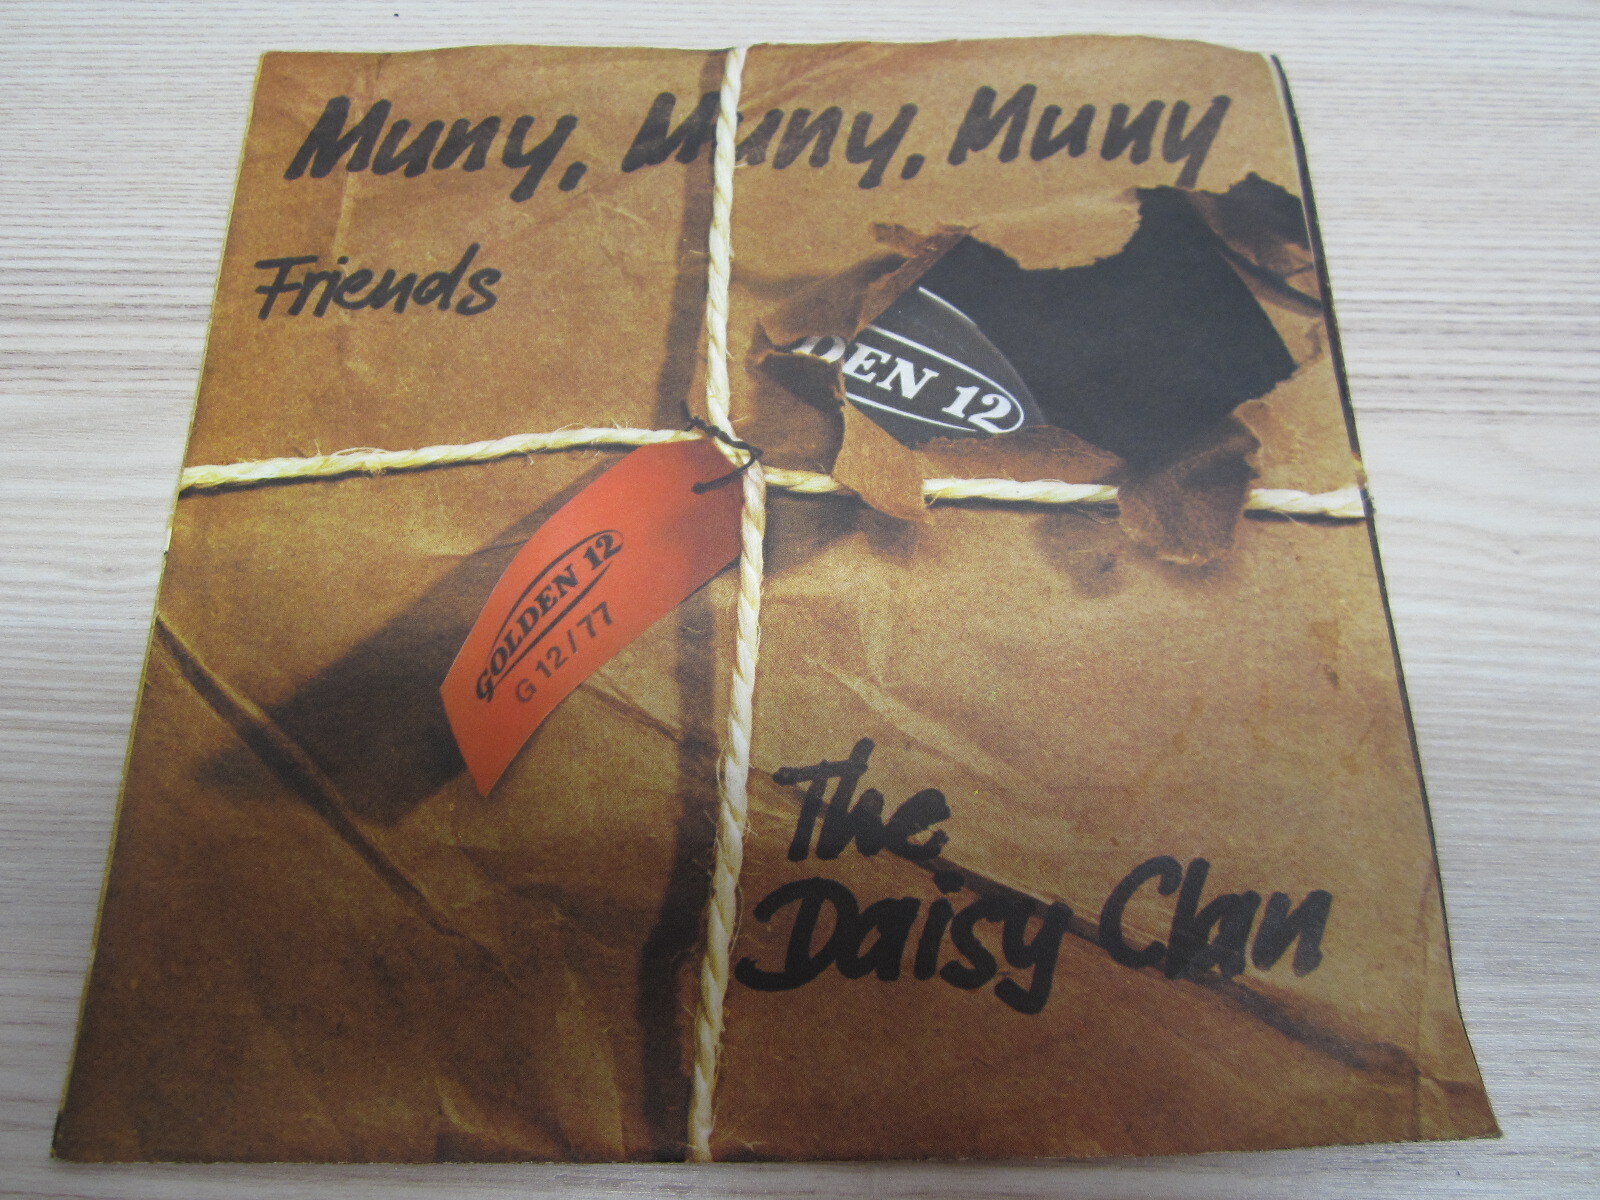 Muny, Muny, Muny
Friends
DEN 12
GOLDEN 12
G 12/77
The
Daisy Clan